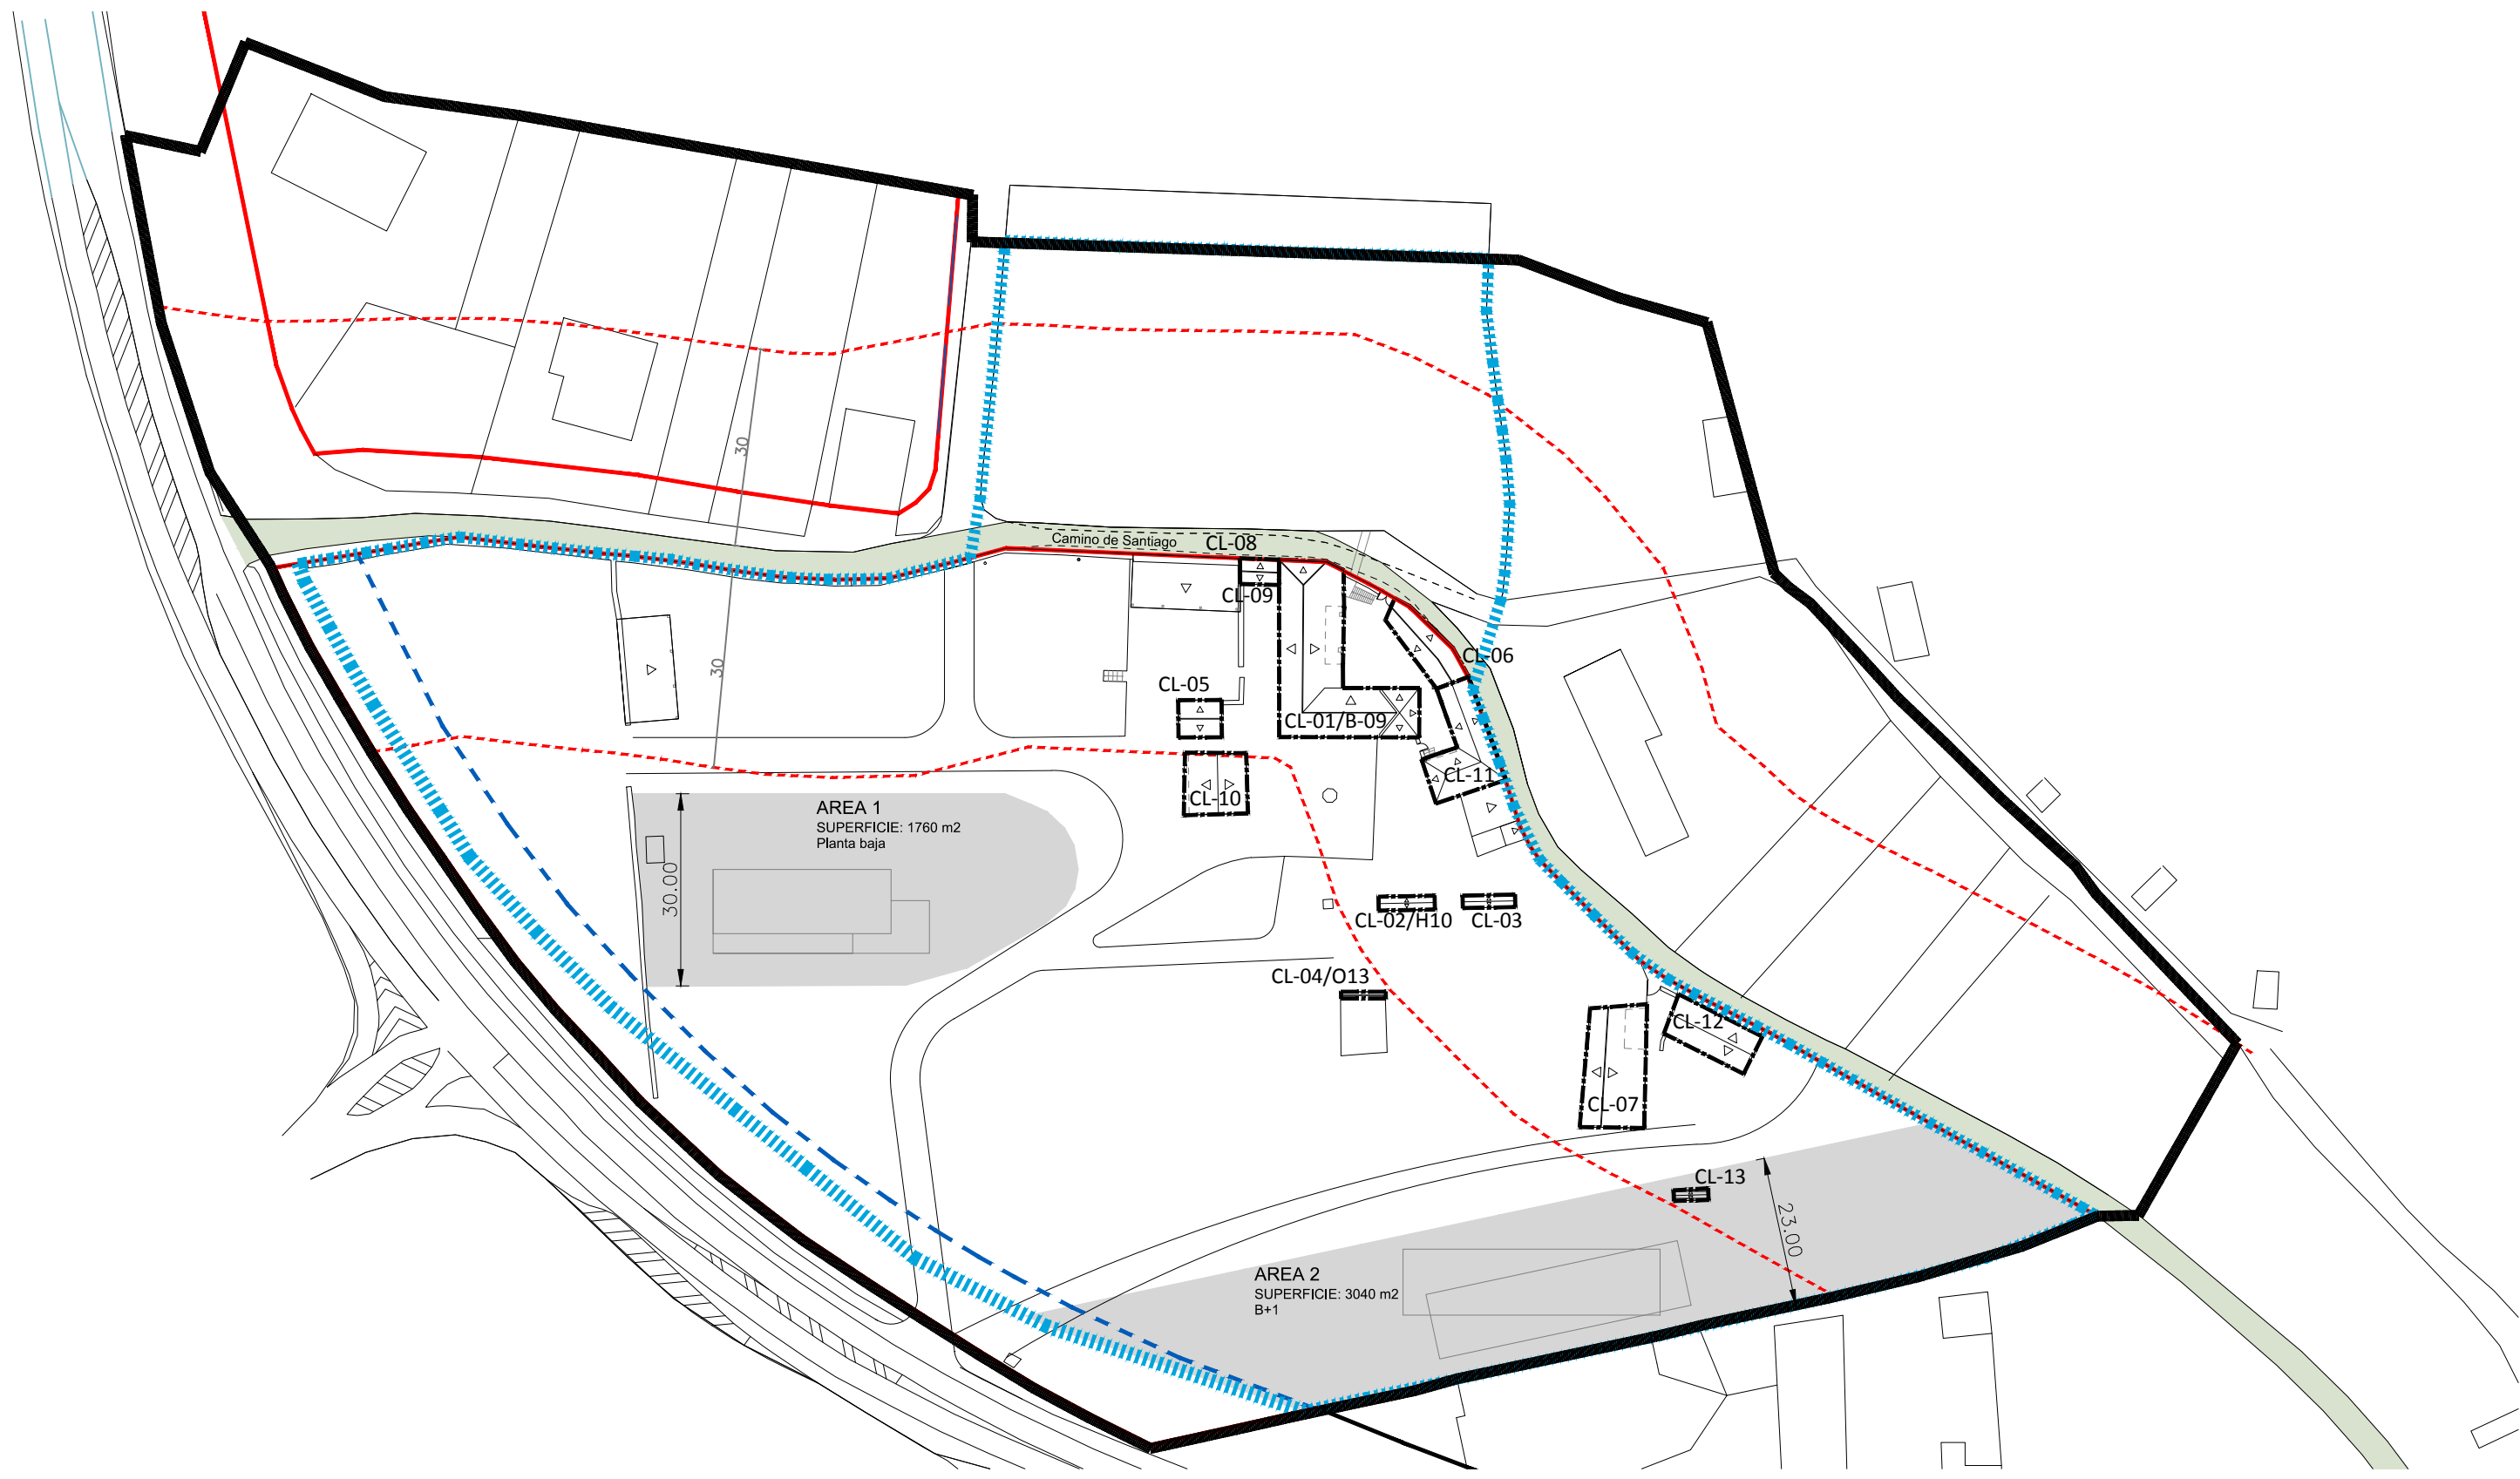 30
Camino de Santiago
CL-08
CL-09
CL-06
30
CL-05
CL-01/B-09
CL-11
CL-10
AREA 1
SUPERFICIE: 1760 m2
Planta baja
30.00
CL-02/H10
CL-03
CL-04/O13
CL-12
CL-07
CL-13
23.00
AREA 2
SUPERFICIE: 3040 m2
B+1